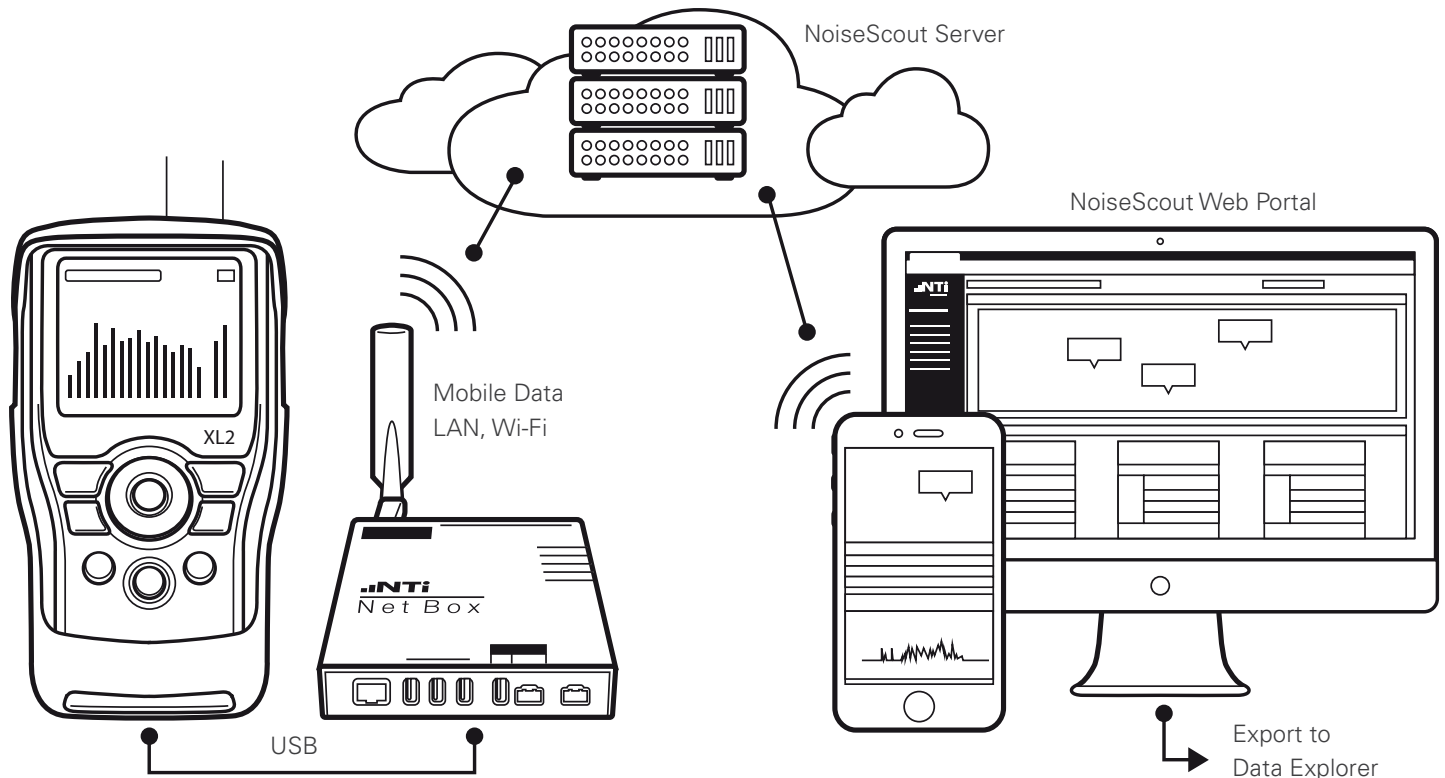 NoiseScout Server
NoiseScout Web Portal
NTi
Mobile Data
LAN, Wi-Fi
XL2
NTi
Net Box
USB
Export to
Data Explorer